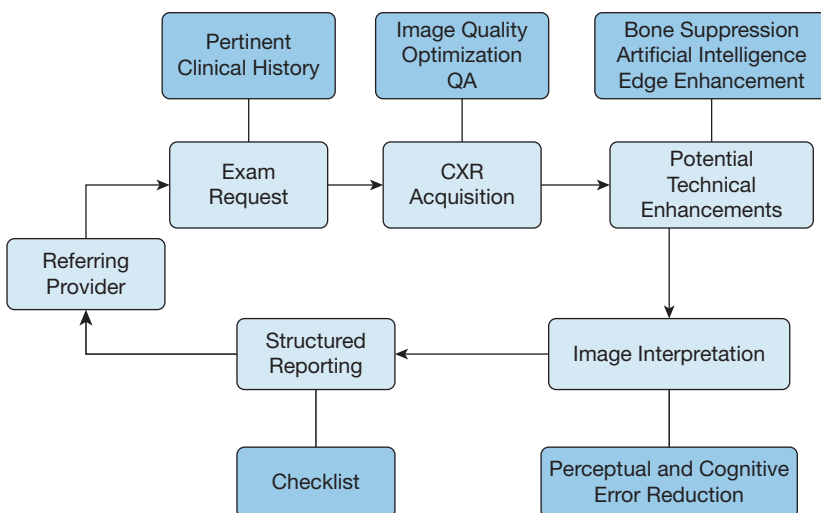 Pertinent
Clinical History
Image Quality
Optimization
QA
Bone Suppression
Artificial Intelligence
Edge Enhancement
Exam
Request
CXR
Acquisition
Potential
Technical
Enhancements
Referring
Provider
Structured
Reporting
Image Interpretation
Checklist
Perceptual and Cognitive
Error Reduction